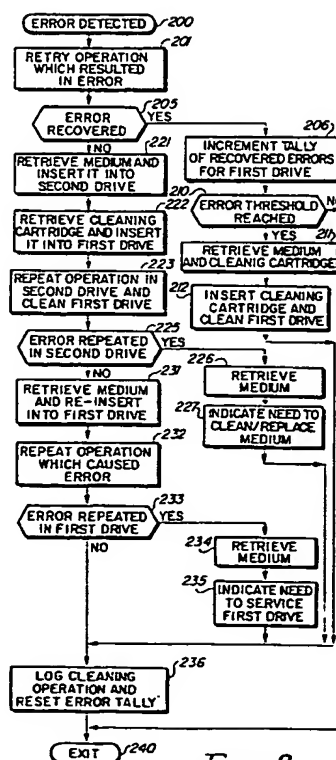 ERROR DETECTED
200
201
RETRY OPERATION
WHICH RESULTED
IN ERROR
205
ERROR
RECOVERED
YES
206
NO
221
INCREMENT TALLY
OF RECOVERED ERRORS
FOR FIRST DRIVE
RETRIEVE MEDIUM AND
INSERT IT INTO
SECOND DRIVE
210
ERROR THRESHOLD
REACHED
222
YES
211
RETRIEVE CLEANING
CARTRIDGE AND INSERT
IT INTO FIRST DRIVE
RETRIEVE MEDIUM
AND CLEANIG CARTRIDGE
223
212
REPEAT OPERATION IN
SECOND DRIVE AND
CLEAN FIRST DRIVE
INSERT CLEANING
CARTRIDGE AND
CLEAN FIRST DRIVE
225
ERROR REPEATED
IN SECOND DRIVE
YES
226
NO
231
RETRIEVE
MEDIUM
RETRIEVE MEDIUM
AND RE-INSERT
INTO FIRST DRIVE
227
INDICATE NEED TO
CLEAN/REPLACE
MEDIUM
232
REPEAT OPERATION
WHICH CAUSED
ERROR
233
ERROR REPEATED
IN FIRST DRIVE
YES
NO
234
RETRIEVE
MEDIUM
235
INDICATE NEED
TO SERVICE
FIRST DRIVE
236
LOG CLEANING
OPERATION AND
RESET ERROR TALLY
EXIT
240